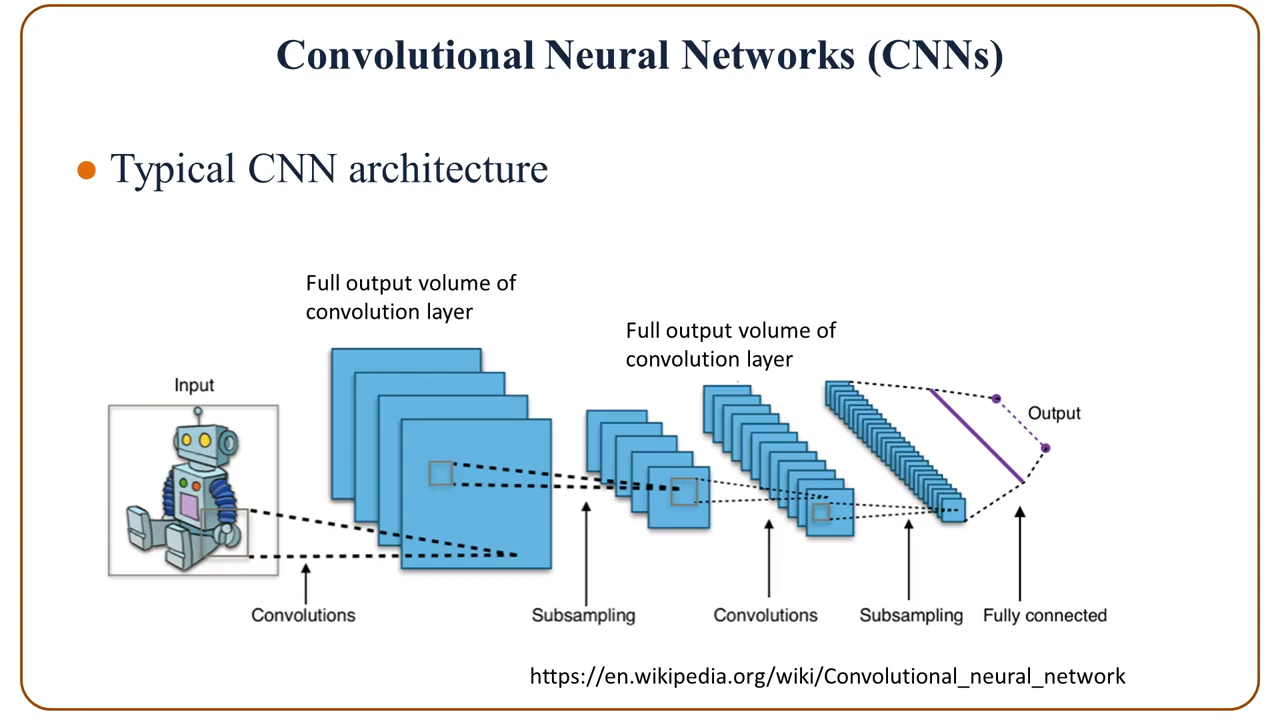 Convolutional Neural Networks (CNNs)
Typical CNN architecture
Full output volume of
convolution layer
Full output volume of
convolution layer
Input
Output
Convolutions
Subsampling
Convolutions
Subsampling
Fully connected
https://en.wikipedia.org/wiki/Convolutional_neural_network